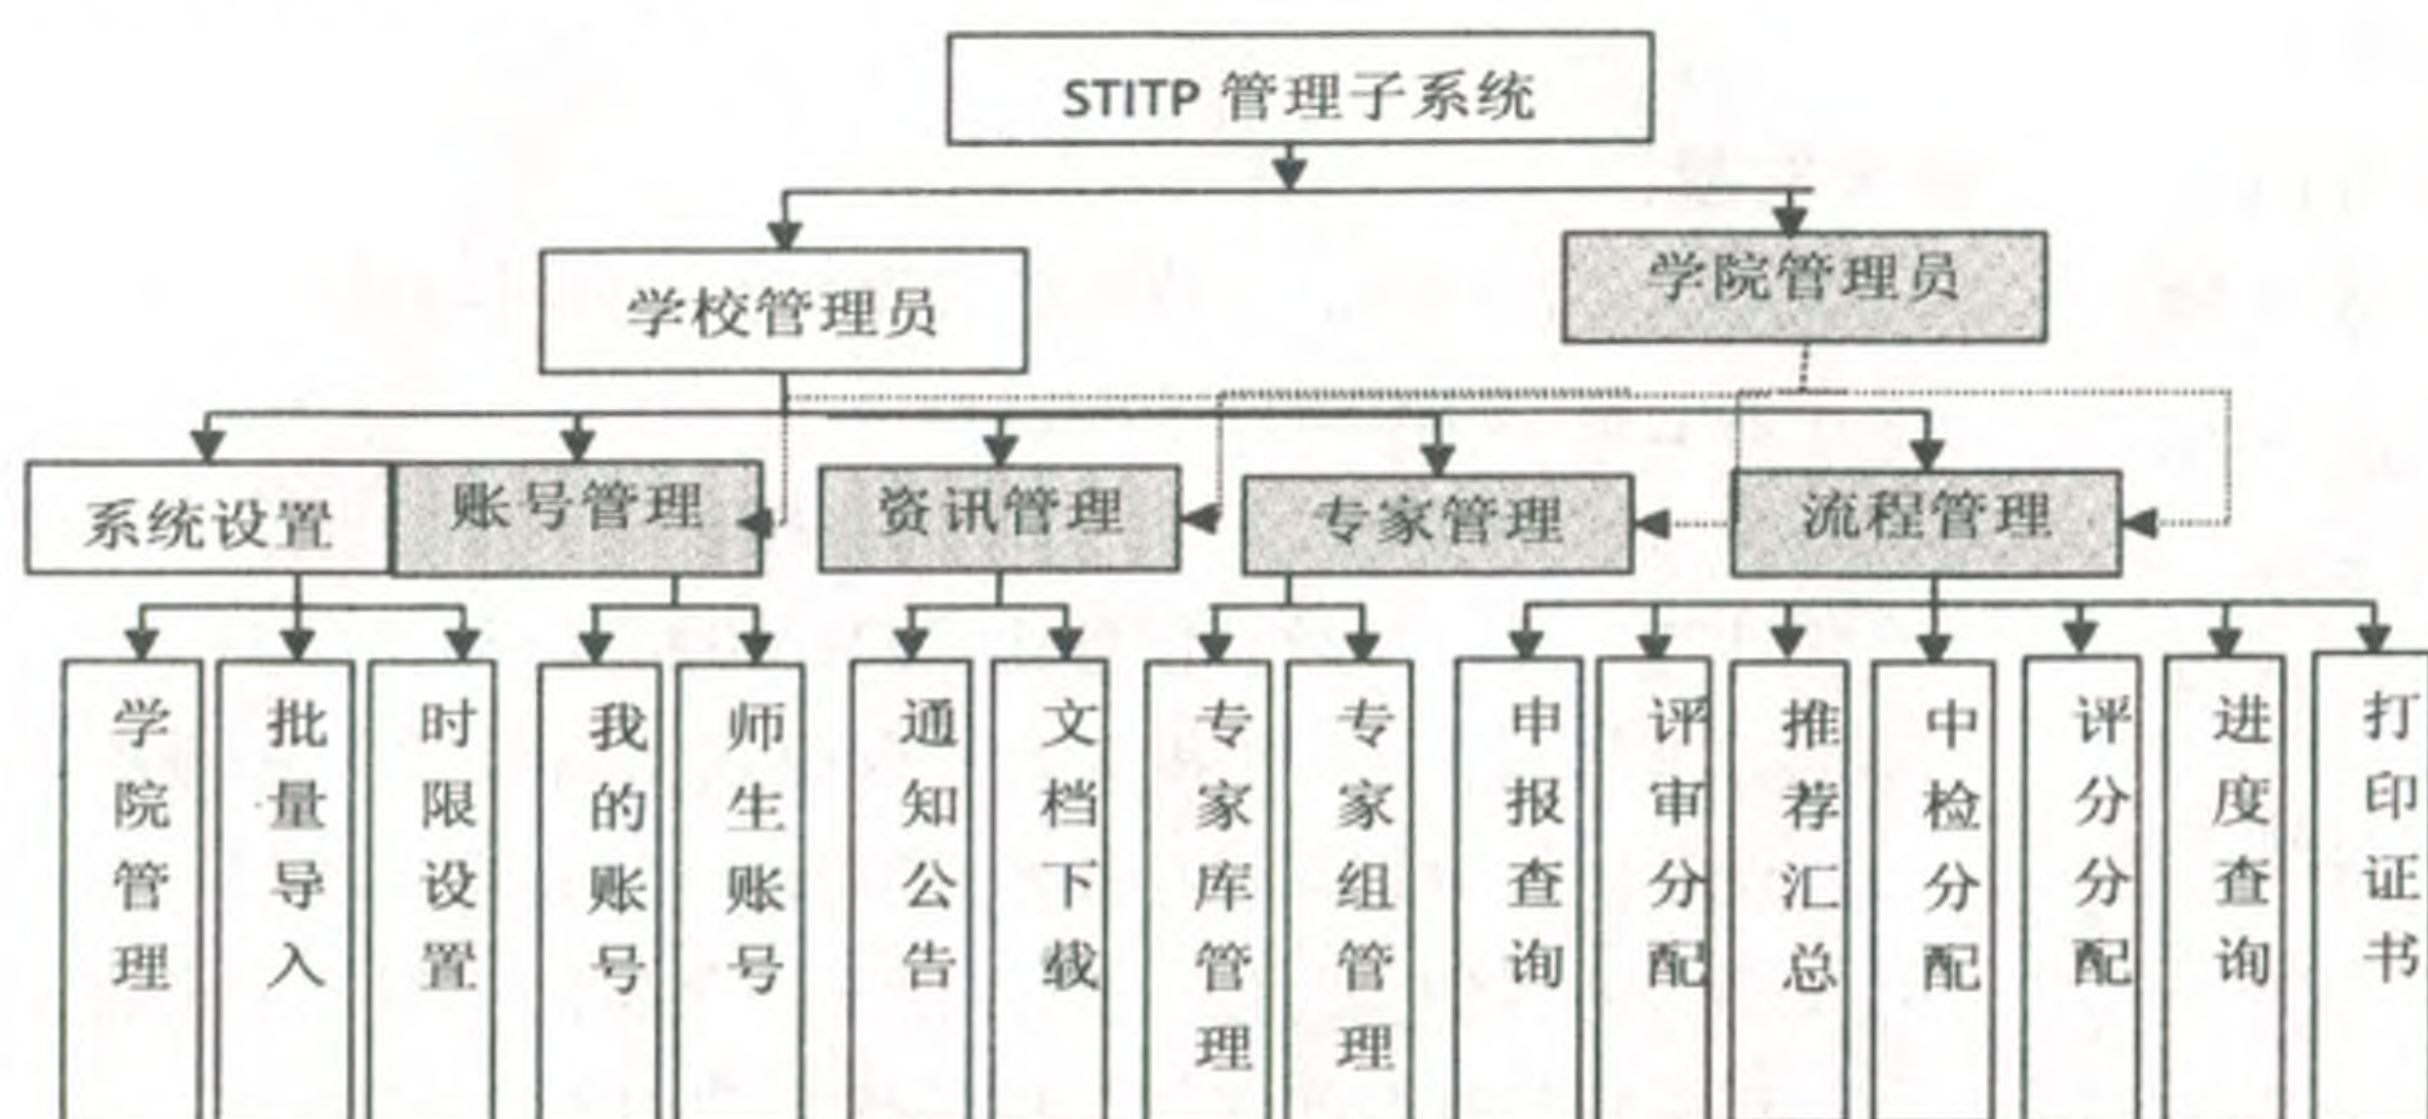 STITP 管理子系统
学校管理员
学院管理员
系统设置
账号管理
资讯管理
专家管理
流程管理
学院管理
批量导入
时限设置
我的账号
师生账号
通知公告
文档下载
专家库管理
专家组管理
申报查询
评审分配
推荐汇总
中检分配
评分分配
进度查询
打印证书